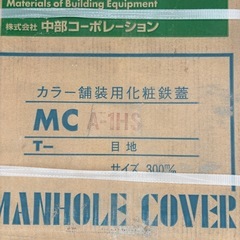 Materials of Building Equipment
株式会社 中部コーポレーション
カラー舗装用化粧鉄蓋
MC A-1HS
T- 目地
サイズ 300㎜
MANHOLE COVER